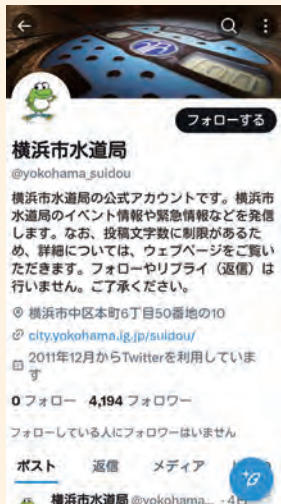 フォローする
横浜市水道局
@yokohama_suidou
横浜市水道局の公式アカウントです。横浜市
水道局のイベント情報や緊急情報などを発信
します。なお、投稿文字数に制限があるた
め、詳細については、ウェブページをご覧い
ただきます。フォローやリプライ（返信）は
行いません。ご了承ください。
横浜市中区本町6丁目50番地の10
city.yokohama.lg.jp/suidou/
2011年12月からTwitterを利用していま
す
0 フォロー 4,194 フォロワー
フォローしている人にフォロワーはいません
ポスト 返信 メディア
横浜市水道局 @yokohama... · 4日